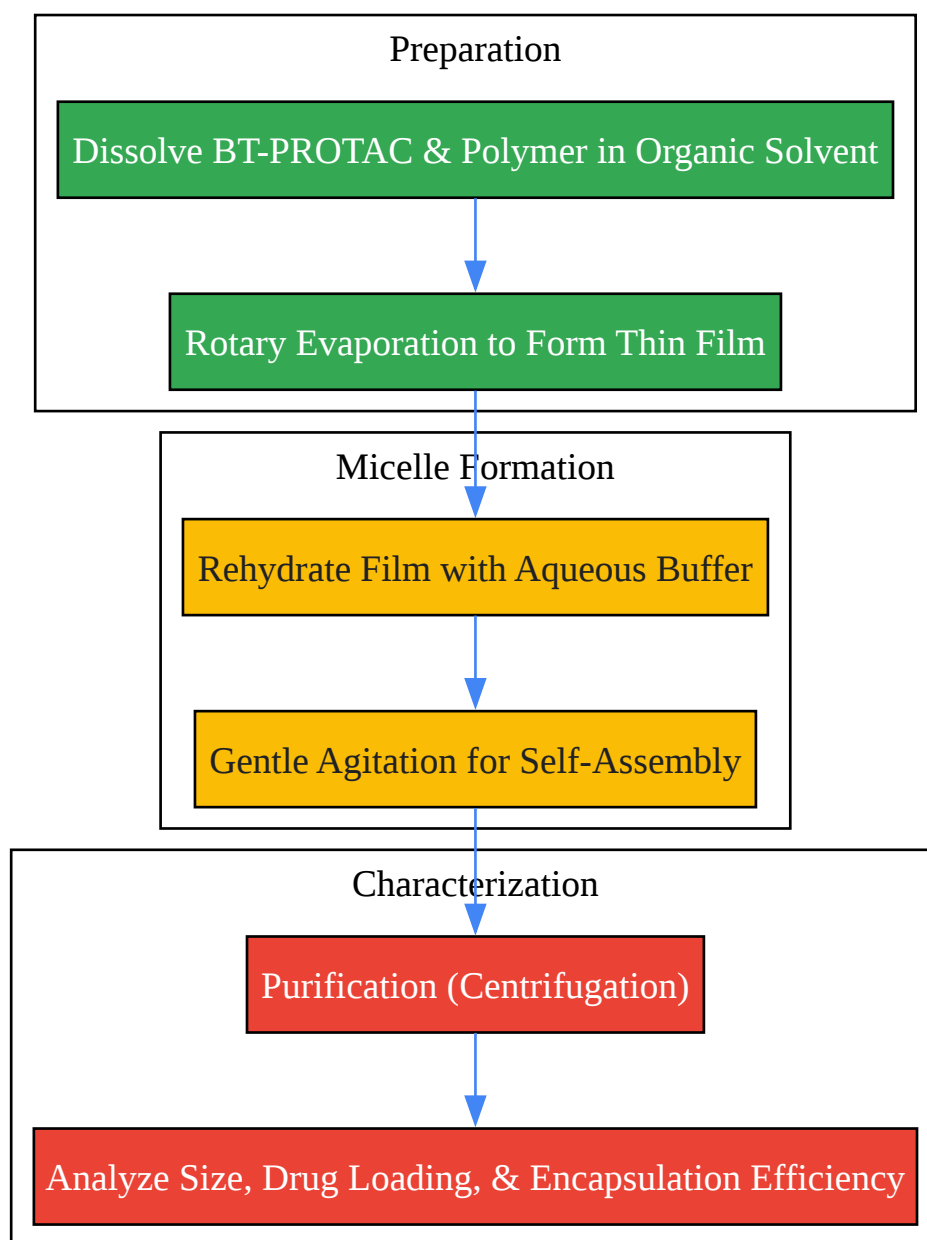 Preparation
Dissolve BT-PROTAC & Polymer in Organic Solvent
Rotary Evaporation to Form Thin Film
Micelle Formation
Rehydrate Film with Aqueous Buffer
Gentle Agitation for Self-Assembly
Characterization
Purification (Centrifugation)
Analyze Size, Drug Loading, & Encapsulation Efficiency